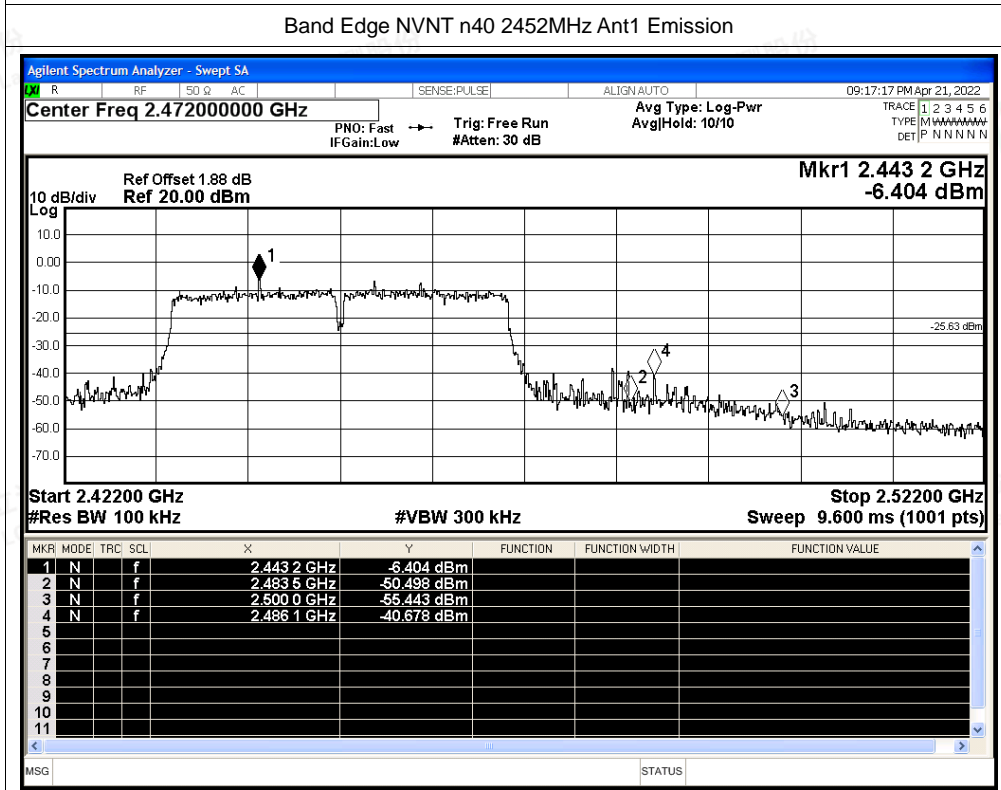 Band Edge NVNT n40 2452MHz Ant1 Emission
Agilent Spectrum Analyzer - Swept SA
LXI R RF 50 Ω AC SENSE:PULSE ALIGN AUTO 09:17:17 PM Apr 21, 2022
Center Freq 2.472000000 GHz
PNO: Fast
IFGain:Low
Trig: Free Run
#Atten: 30 dB
Avg Type: Log-Pwr
Avg|Hold: 10/10
TRACE 1 2 3 4 5 6
TYPE M WWWWW
DET P N N N N N
Mkr1 2.443 2 GHz
-6.404 dBm
Ref Offset 1.88 dB
10 dB/div Ref 20.00 dBm
Log
10.0
0.00
-10.0
-20.0
-30.0
-40.0
-50.0
-60.0
-70.0
1
2
3
4
-25.63 dBm
Start 2.42200 GHz Stop 2.52200 GHz
#Res BW 100 kHz #VBW 300 kHz Sweep 9.600 ms (1001 pts)
MKR MODE TRC SCL X Y FUNCTION FUNCTION WIDTH FUNCTION VALUE
1 N f 2.443 2 GHz -6.404 dBm
2 N f 2.483 5 GHz -50.498 dBm
3 N f 2.500 0 GHz -55.443 dBm
4 N f 2.486 1 GHz -40.678 dBm
5
6
7
8
9
10
11
MSG STATUS